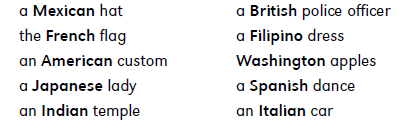 a Mexican hat
the French flag
an American custom
a Japanese lady
an Indian temple
a British police officer
a Filipino dress
Washington apples
a Spanish dance
an Italian car